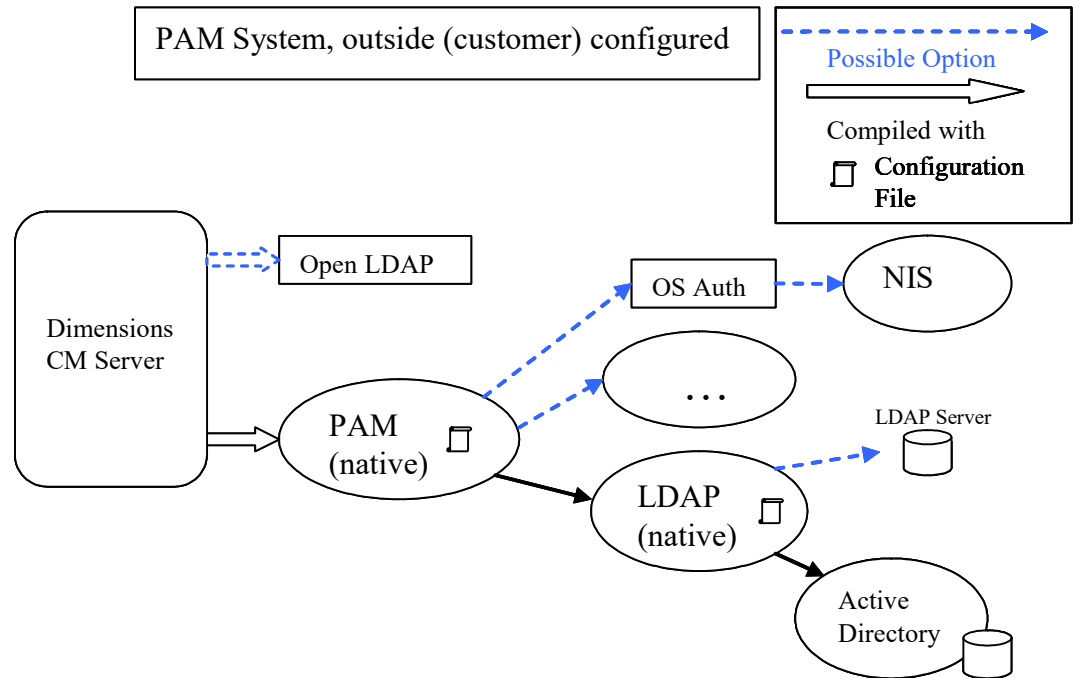 PAM System, outside (customer) configured
Possible Option
Compiled with
Configuration
File
Open LDAP
OS Auth
NIS
Dimensions
CM Server
...
LDAP Server
PAM
(native)
LDAP
(native)
Active
Directory